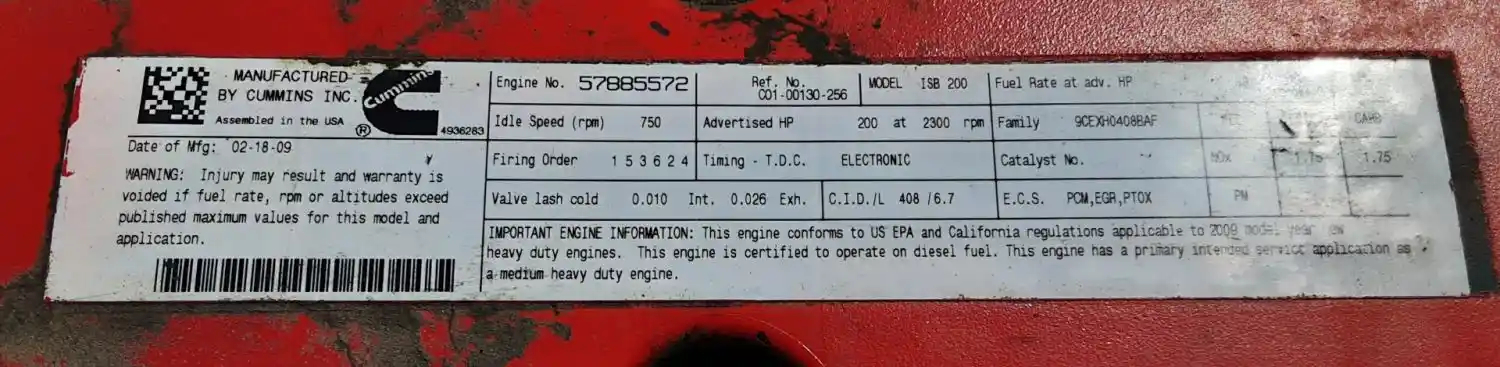 MANUFACTURED
BY CUMMINS INC.
Assembled in the USA
Cummins
®
4936283
Date of Mfg: 02-18-09
WARNING: Injury may result and warranty is
voided if fuel rate, rpm or altitudes exceed
published maximum values for this model and
application.
Engine No. 57885572
Ref. No.
C01-00130-256
MODEL ISB 200
Fuel Rate at adv. HP
Idle Speed (rpm) 750
Advertised HP 200 at 2300 rpm
Family 9CEXH0408BAF
CARB
Firing Order 1 5 3 6 2 4
Timing - T.D.C. ELECTRONIC
Catalyst No.
NOx 1.75 1.75
Valve lash cold 0.010 Int. 0.026 Exh.
C.I.D./L 408 /6.7
E.C.S. PCM,EGR,PTOX
PM
IMPORTANT ENGINE INFORMATION: This engine conforms to US EPA and California regulations applicable to 2009 model year
heavy duty engines. This engine is certified to operate on diesel fuel. This engine has a primary intended service application as
a medium heavy duty engine.